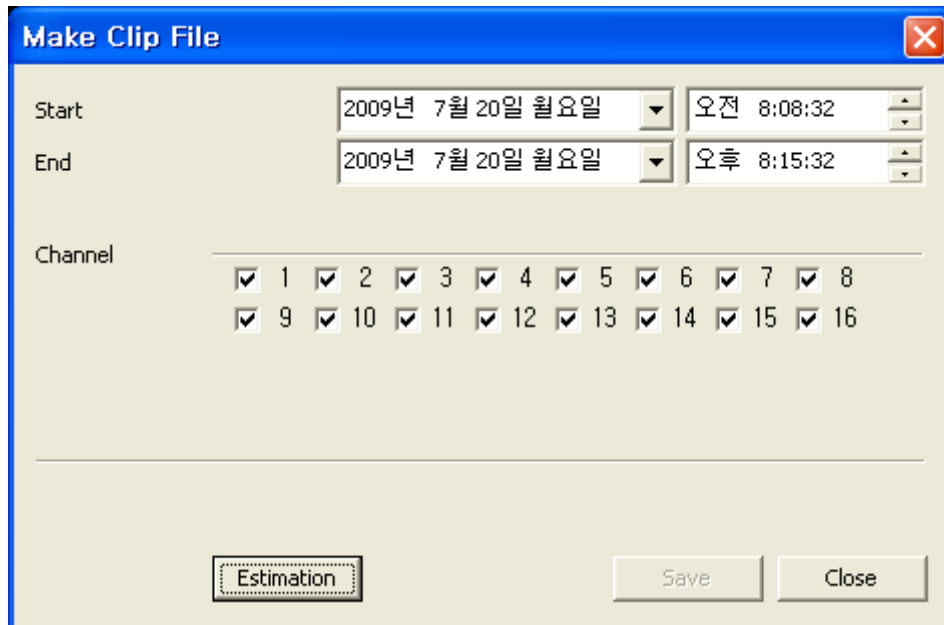 Make Clip File
Start 2009년 7월 20일 월요일 오전 8:08:32
End 2009년 7월 20일 월요일 오후 8:15:32
Channel
1 2 3 4 5 6 7 8
9 10 11 12 13 14 15 16
Estimation Save Close